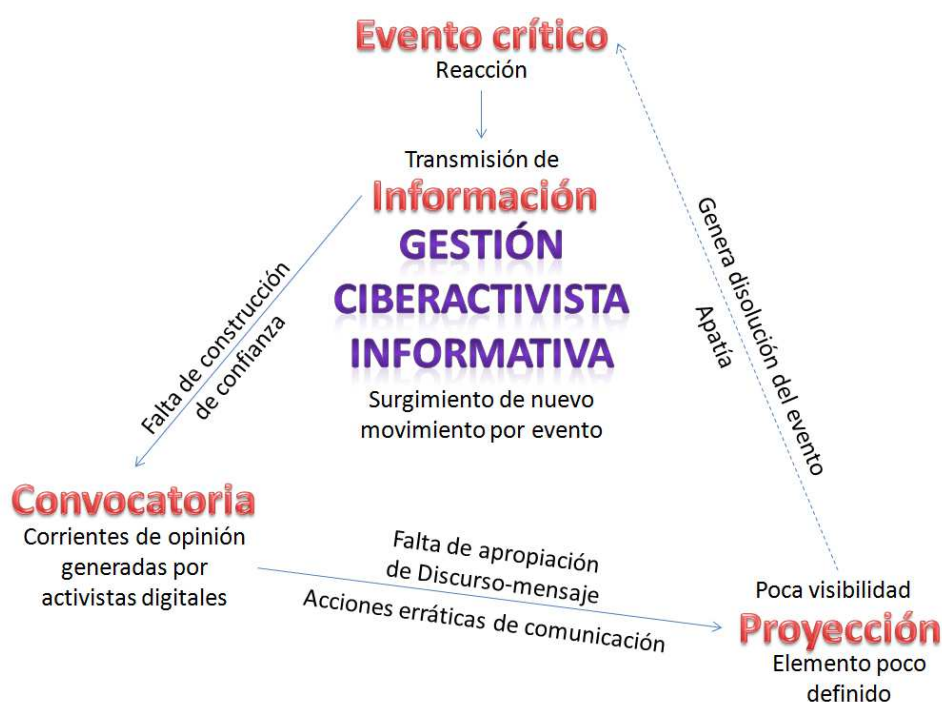 Evento crítico
Reacción
Transmisión de
Información
GESTIÓN
CIBERACTIVISTA
INFORMATIVA
Surgimiento de nuevo
movimiento por evento
Falta de construcción
de confianza
Genera disolución del evento
Apatía
Convocatoria
Corrientes de opinión
generadas por
activistas digitales
Falta de apropiación
de Discurso-mensaje
Acciones erráticas de comunicación
Poca visibilidad
Proyección
Elemento poco
definido